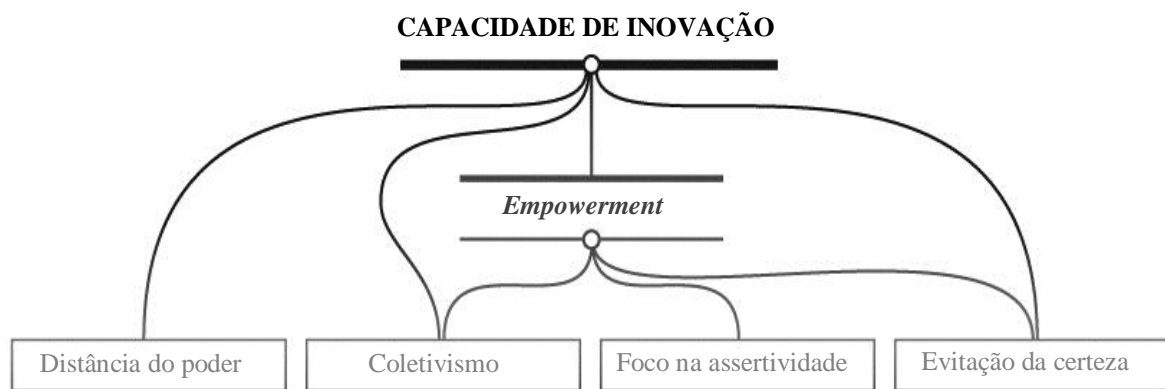 CAPACIDADE DE INOVAÇÃO
Empowerment
Distância do poder
Coletivismo
Foco na assertividade
Evitação da certeza